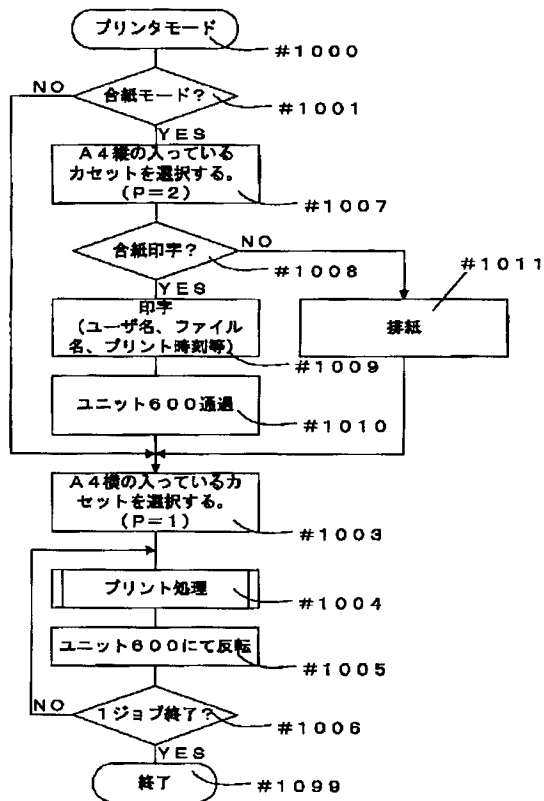 プリンタモード
#1000
NO
合紙モード?
#1001
YES
A4縦の入っている
カセットを選択する。
(P=2)
#1007
合紙印字?
NO
#1008
#1011
YES
印字
(ユーザ名、ファイル
名、プリント時刻等)
#1009
排紙
ユニット600通過
#1010
A4横の入っているカ
セットを選択する。
(P=1)
#1003
プリント処理
#1004
ユニット600にて反転
#1005
NO
1ジョブ終了?
#1006
YES
終了
#1099